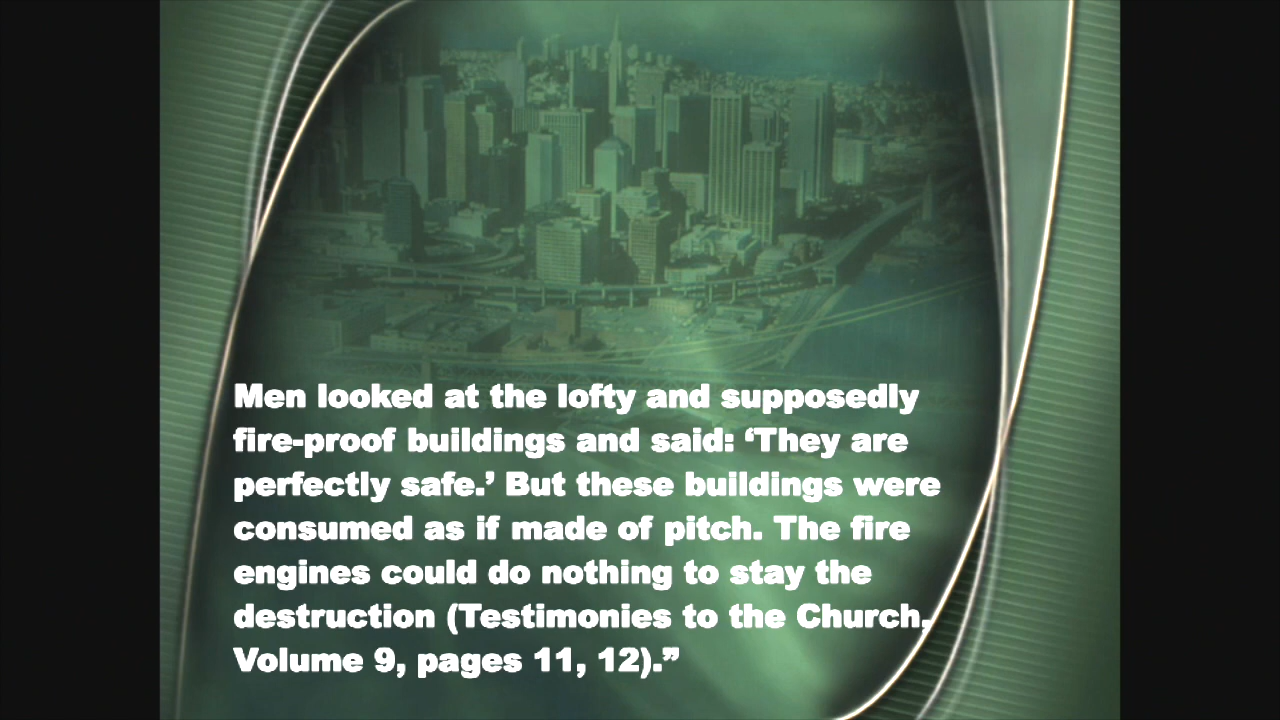 Men looked at the lofty and supposedly
fire-proof buildings and said: ‘They are
perfectly safe.’ But these buildings were
consumed as if made of pitch. The fire
engines could do nothing to stay the
destruction (Testimonies to the Church,
Volume 9, pages 11, 12).”